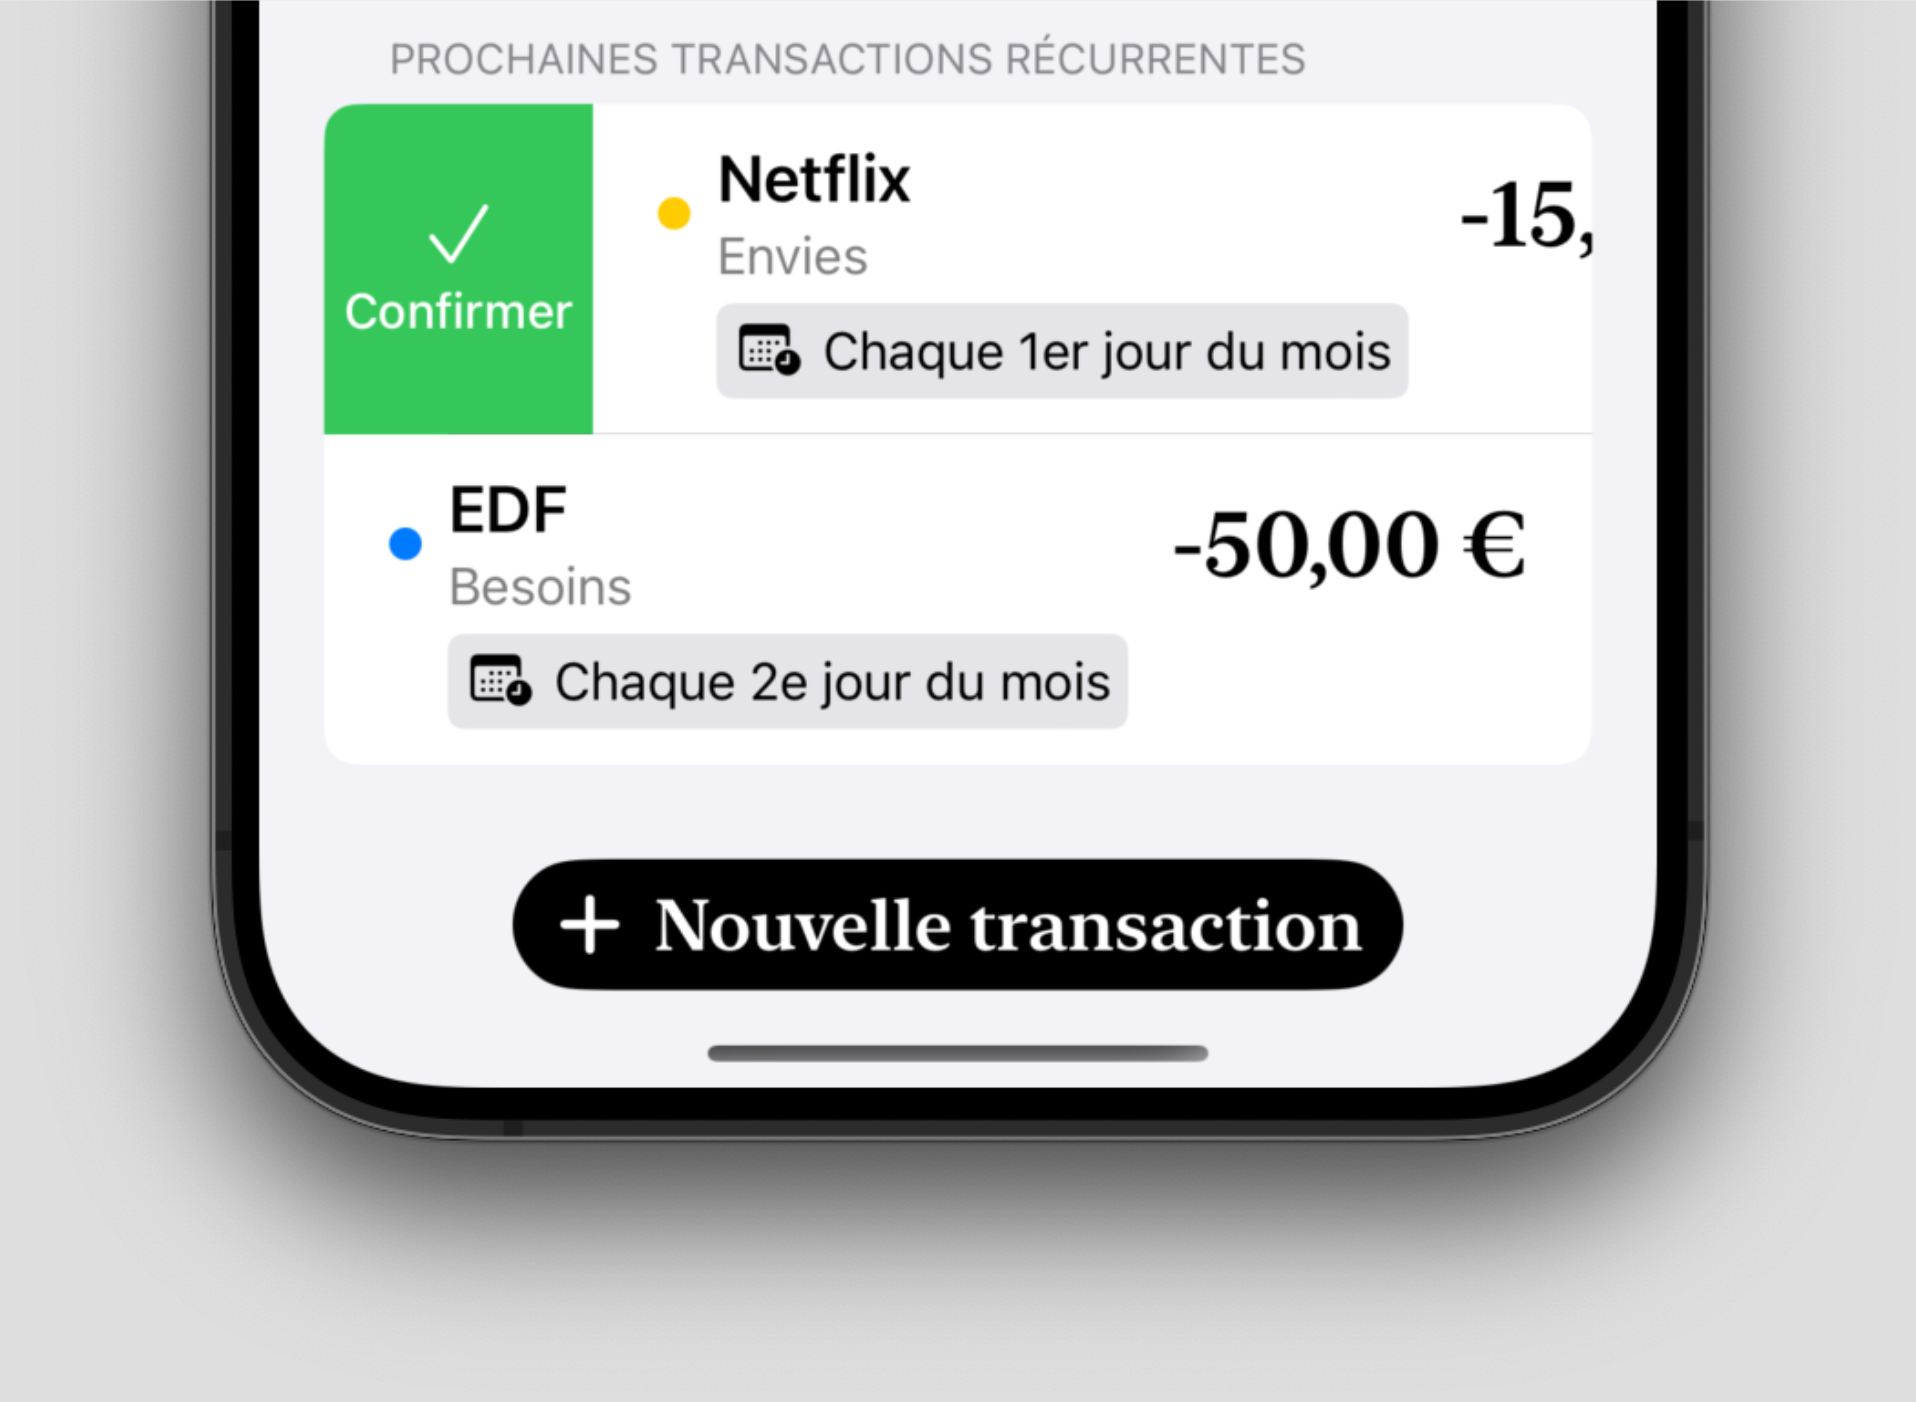 PROCHAINES TRANSACTIONS RÉCURRENTES
Confirmer
Netflix
-15,
Envies
Chaque 1er jour du mois
EDF
-50,00 €
Besoins
Chaque 2e jour du mois
+ Nouvelle transaction